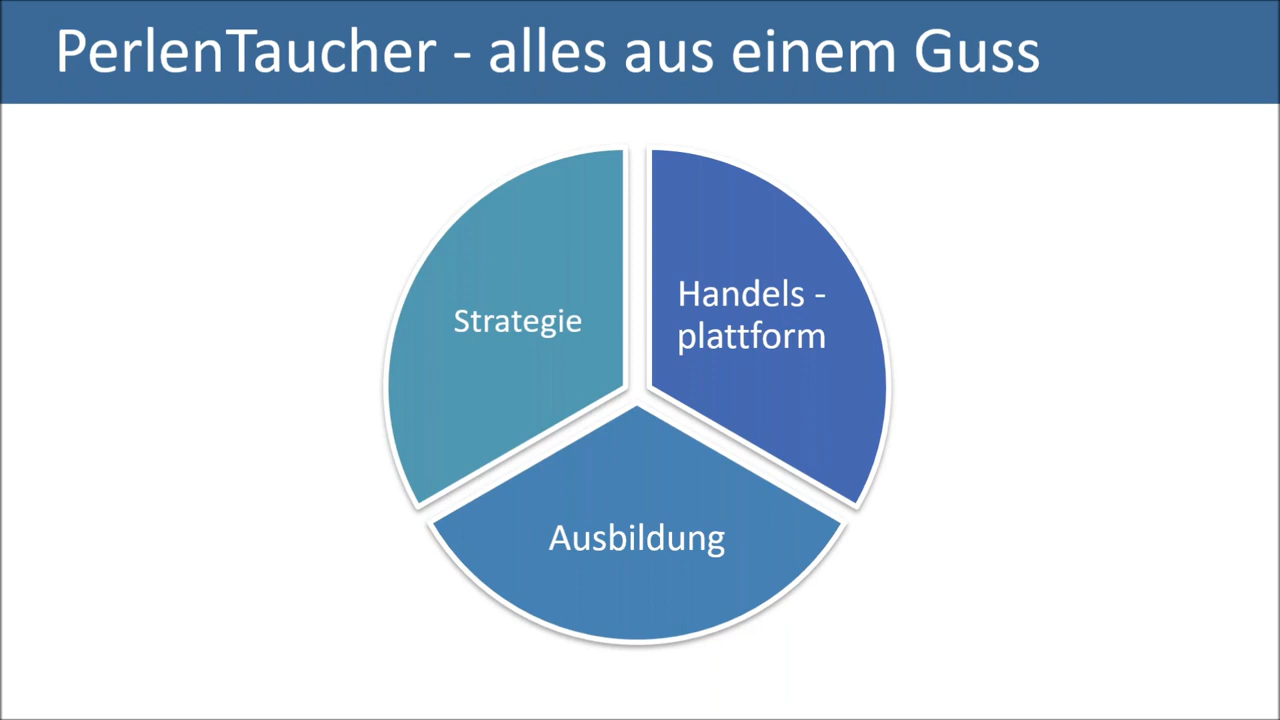 PerlenTaucher - alles aus einem Guss
Strategie
Handels -
plattform
Ausbildung